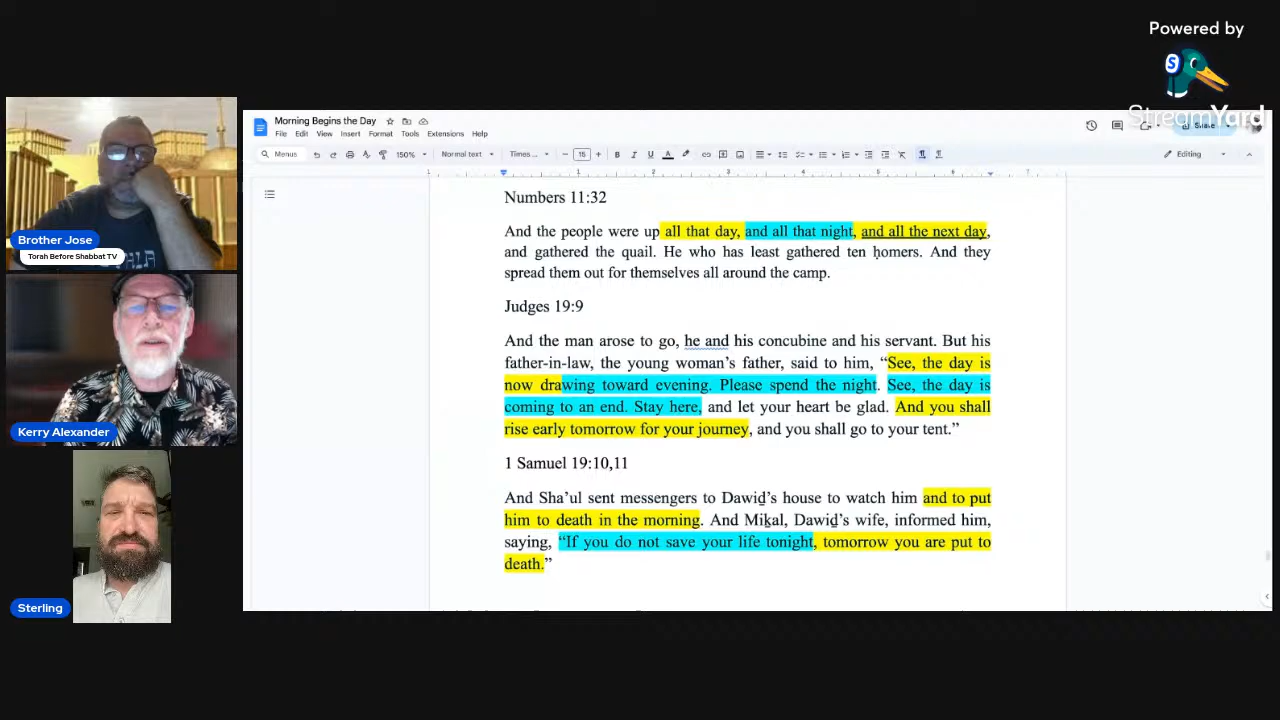 Powered by
StreamYard
Brother Jose
Torah Before Shabbat TV
Kerry Alexander
Sterling
Morning Begins the Day
File Edit View Insert Format Tools Extensions Help
Menus 150% Normal text Times ... 16 Editing
Numbers 11:32
And the people were up all that day, and all that night, and all the next day,
and gathered the quail. He who has least gathered ten ḥomers. And they
spread them out for themselves all around the camp.
Judges 19:9
And the man arose to go, he and his concubine and his servant. But his
father-in-law, the young woman’s father, said to him, “See, the day is
now drawing toward evening. Please spend the night. See, the day is
coming to an end. Stay here, and let your heart be glad. And you shall
rise early tomorrow for your journey, and you shall go to your tent.”
1 Samuel 19:10,11
And Sha’ul sent messengers to Dawiḏ’s house to watch him and to put
him to death in the morning. And Miḵal, Dawiḏ’s wife, informed him,
saying, “If you do not save your life tonight, tomorrow you are put to
death.”